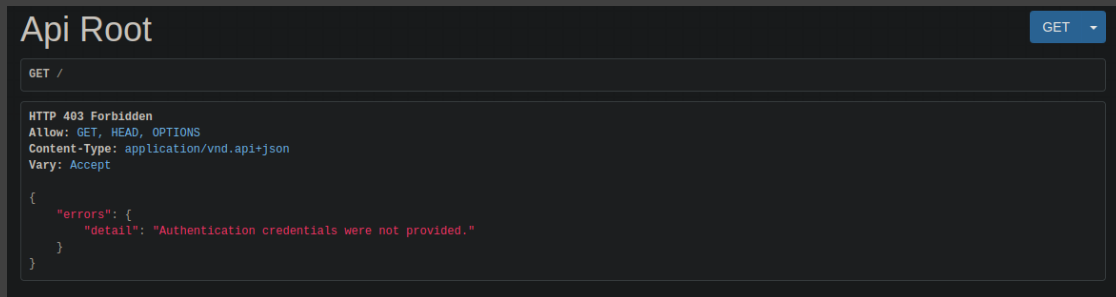 Api Root
GET
GET /
HTTP 403 Forbidden
Allow: GET, HEAD, OPTIONS
Content-Type: application/vnd.api+json
Vary: Accept
{
    "errors": {
        "detail": "Authentication credentials were not provided."
    }
}